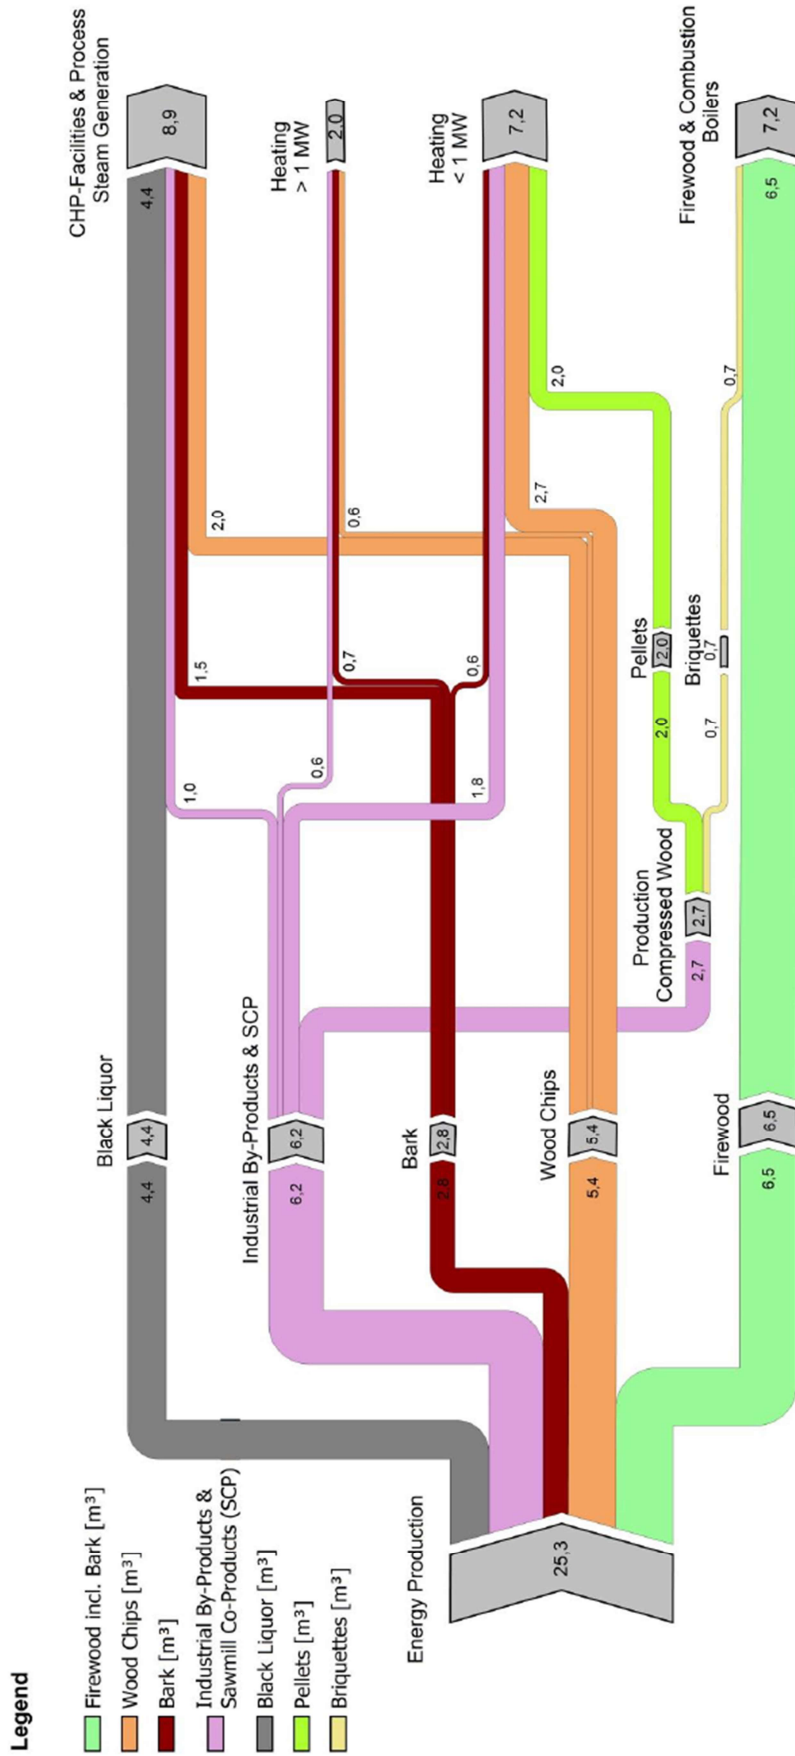 Legend
Firewood incl. Bark [m³]
Wood Chips [m³]
Bark [m³]
Industrial By-Products &
Sawmill Co-Products (SCP)
Black Liquor [m³]
Pellets [m³]
Briquettes [m³]
Energy Production
25,3
4,4
Black Liquor
4,4
4,4
CHP-Facilities & Process
Steam Generation
8,9
6,2
Industrial By-Products & SCP
6,2
1,0
0,6
1,8
1,5
0,7
0,6
2,0
0,6
2,7
Heating
> 1 MW
2,0
2,8
Bark
2,8
Heating
< 1 MW
7,2
5,4
Wood Chips
5,4
2,7
Production
Compressed Wood
2,7
2,0
Pellets
2,0
2,0
0,7
Briquettes
0,7
0,7
6,5
Firewood
6,5
6,5
Firewood & Combustion
Boilers
7,2